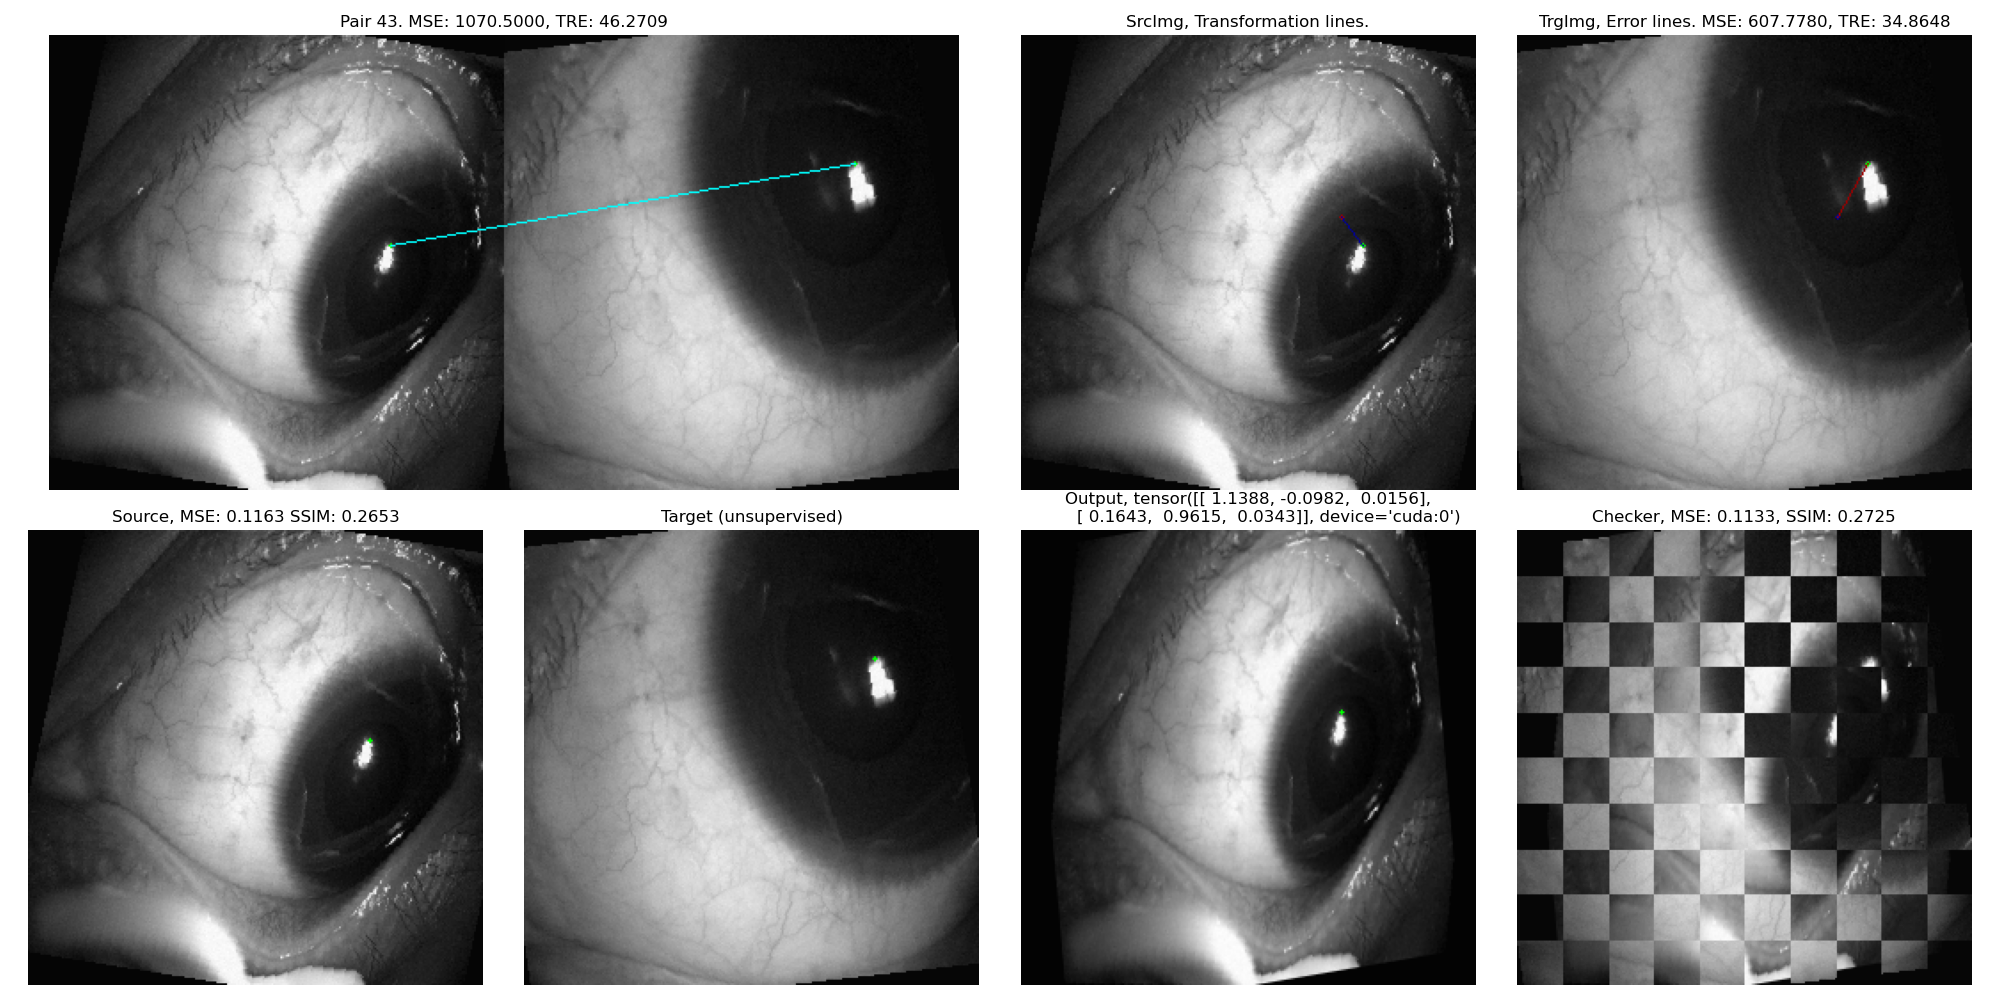 Pair 43. MSE: 1070.5000, TRE: 46.2709
SrcImg, Transformation lines.
TrgImg, Error lines. MSE: 607.7780, TRE: 34.8648
Source, MSE: 0.1163 SSIM: 0.2653
Target (unsupervised)
Output, tensor([[ 1.1388, -0.0982,  0.0156],
[ 0.1643,  0.9615,  0.0343]], device='cuda:0')
Checker, MSE: 0.1133, SSIM: 0.2725